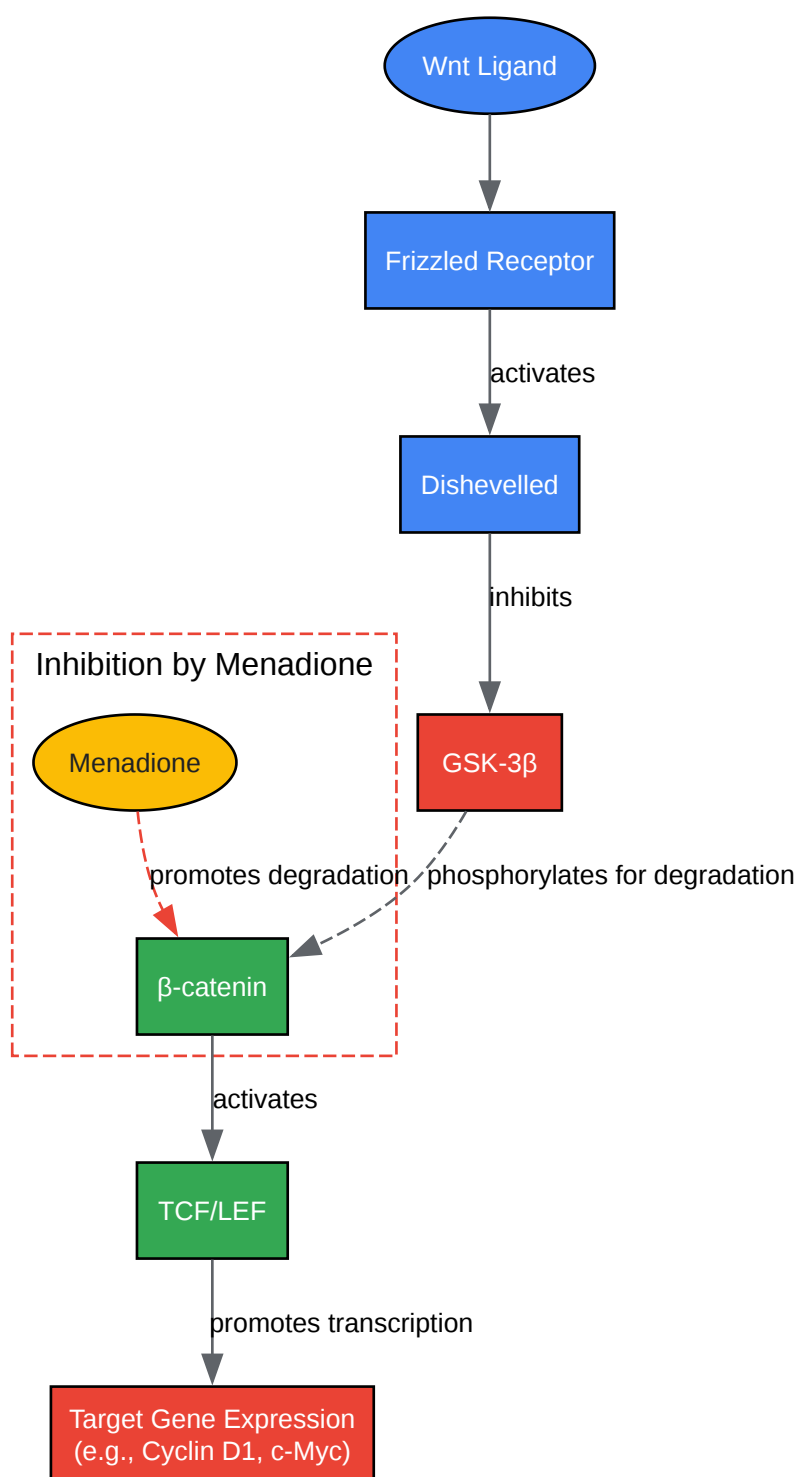 Wnt Ligand
Frizzled Receptor
activates
Dishevelled
inhibits
Inhibition by Menadione
Menadione
GSK-3β
promotes degradation
phosphorylates for degradation
β-catenin
activates
TCF/LEF
promotes transcription
Target Gene Expression
(e.g., Cyclin D1, c-Myc)